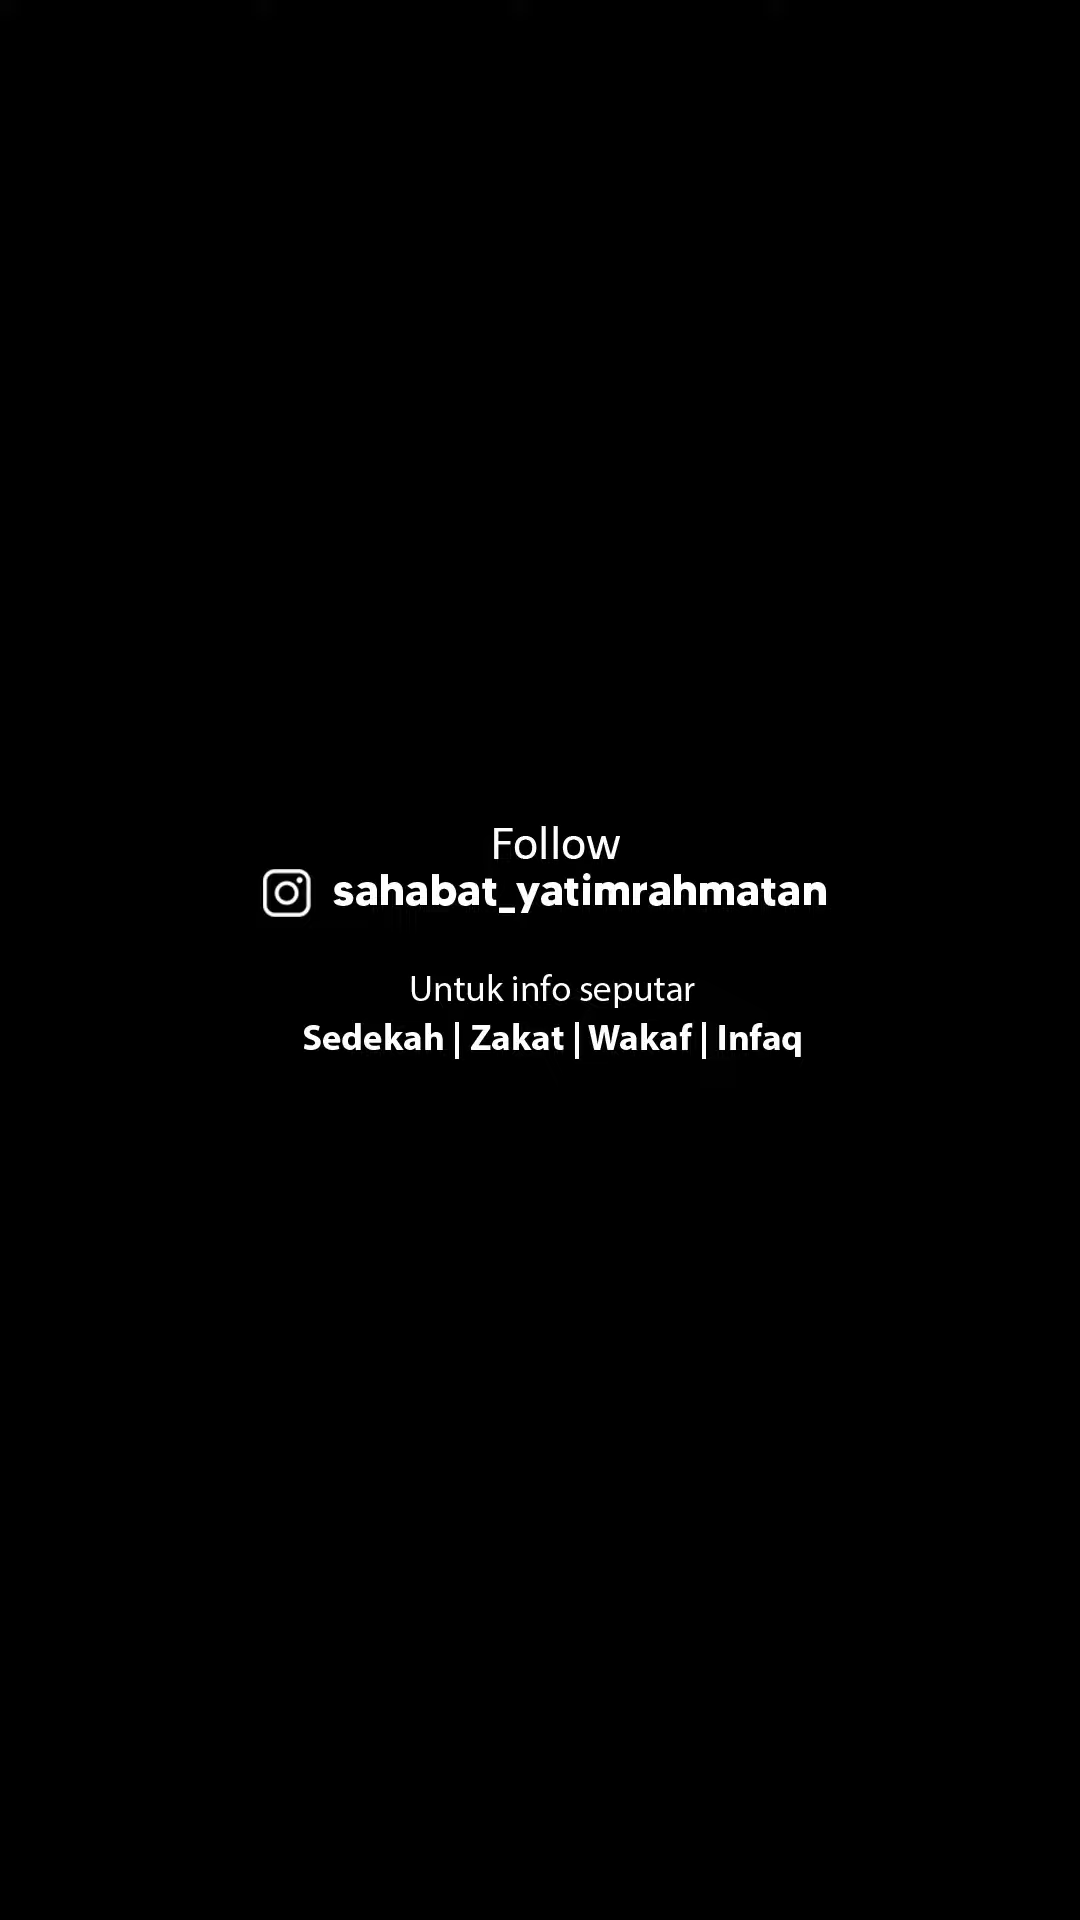 Follow
sahabat_yatimrahmatan
Untuk info seputar
Sedekah | Zakat | Wakaf | Infaq